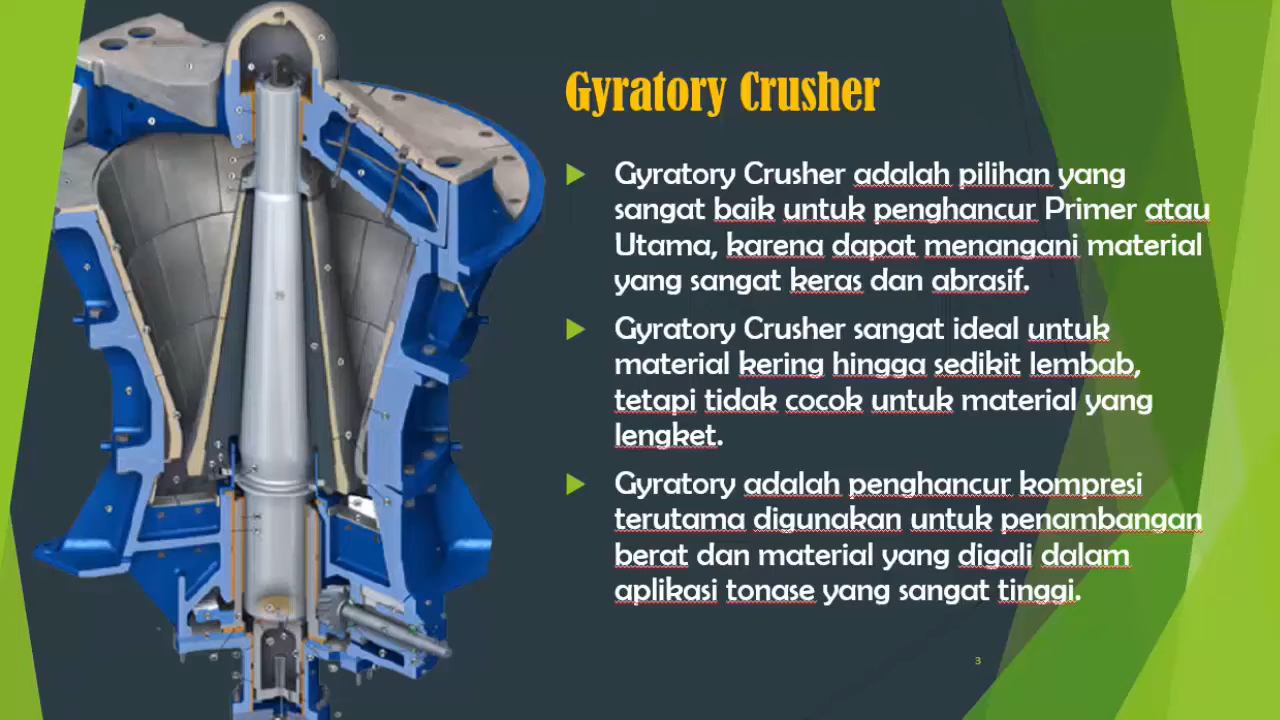 Gyratory Crusher
Gyratory Crusher adalah pilihan yang
sangat baik untuk penghancur Primer atau
Utama, karena dapat menangani material
yang sangat keras dan abrasif.
Gyratory Crusher sangat ideal untuk
material kering hingga sedikit lembab,
tetapi tidak cocok untuk material yang
lengket.
Gyratory adalah penghancur kompresi
terutama digunakan untuk penambangan
berat dan material yang digali dalam
aplikasi tonase yang sangat tinggi.
3